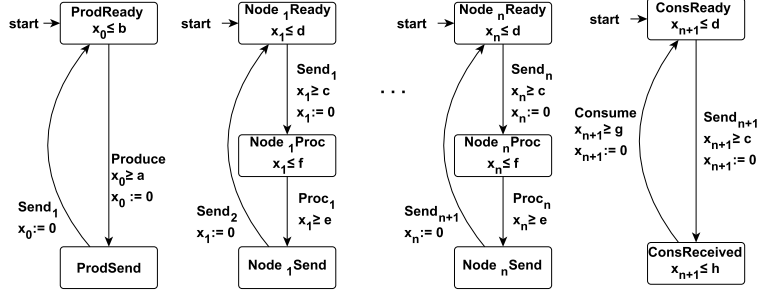 start
ProdReady
x0≤ b
Produce
x0≥ a
x0 := 0
Send1
x0:= 0
ProdSend
start
Node 1Ready
x1≤ d
Send1
x1≥ c
x1:= 0
Node 1Proc
x1≤ f
Proc1
x1≥ e
Send2
x1:= 0
Node 1Send
. . .
start
Node nReady
xn≤ d
Sendn
xn≥ c
xn:= 0
Node nProc
xn≤ f
Procn
xn≥ e
Sendn+1
xn:= 0
Node nSend
start
ConsReady
xn+1≤ d
Consume
xn+1≥ g
xn+1:= 0
Sendn+1
xn+1≥ c
xn+1:= 0
ConsReceived
xn+1≤ h